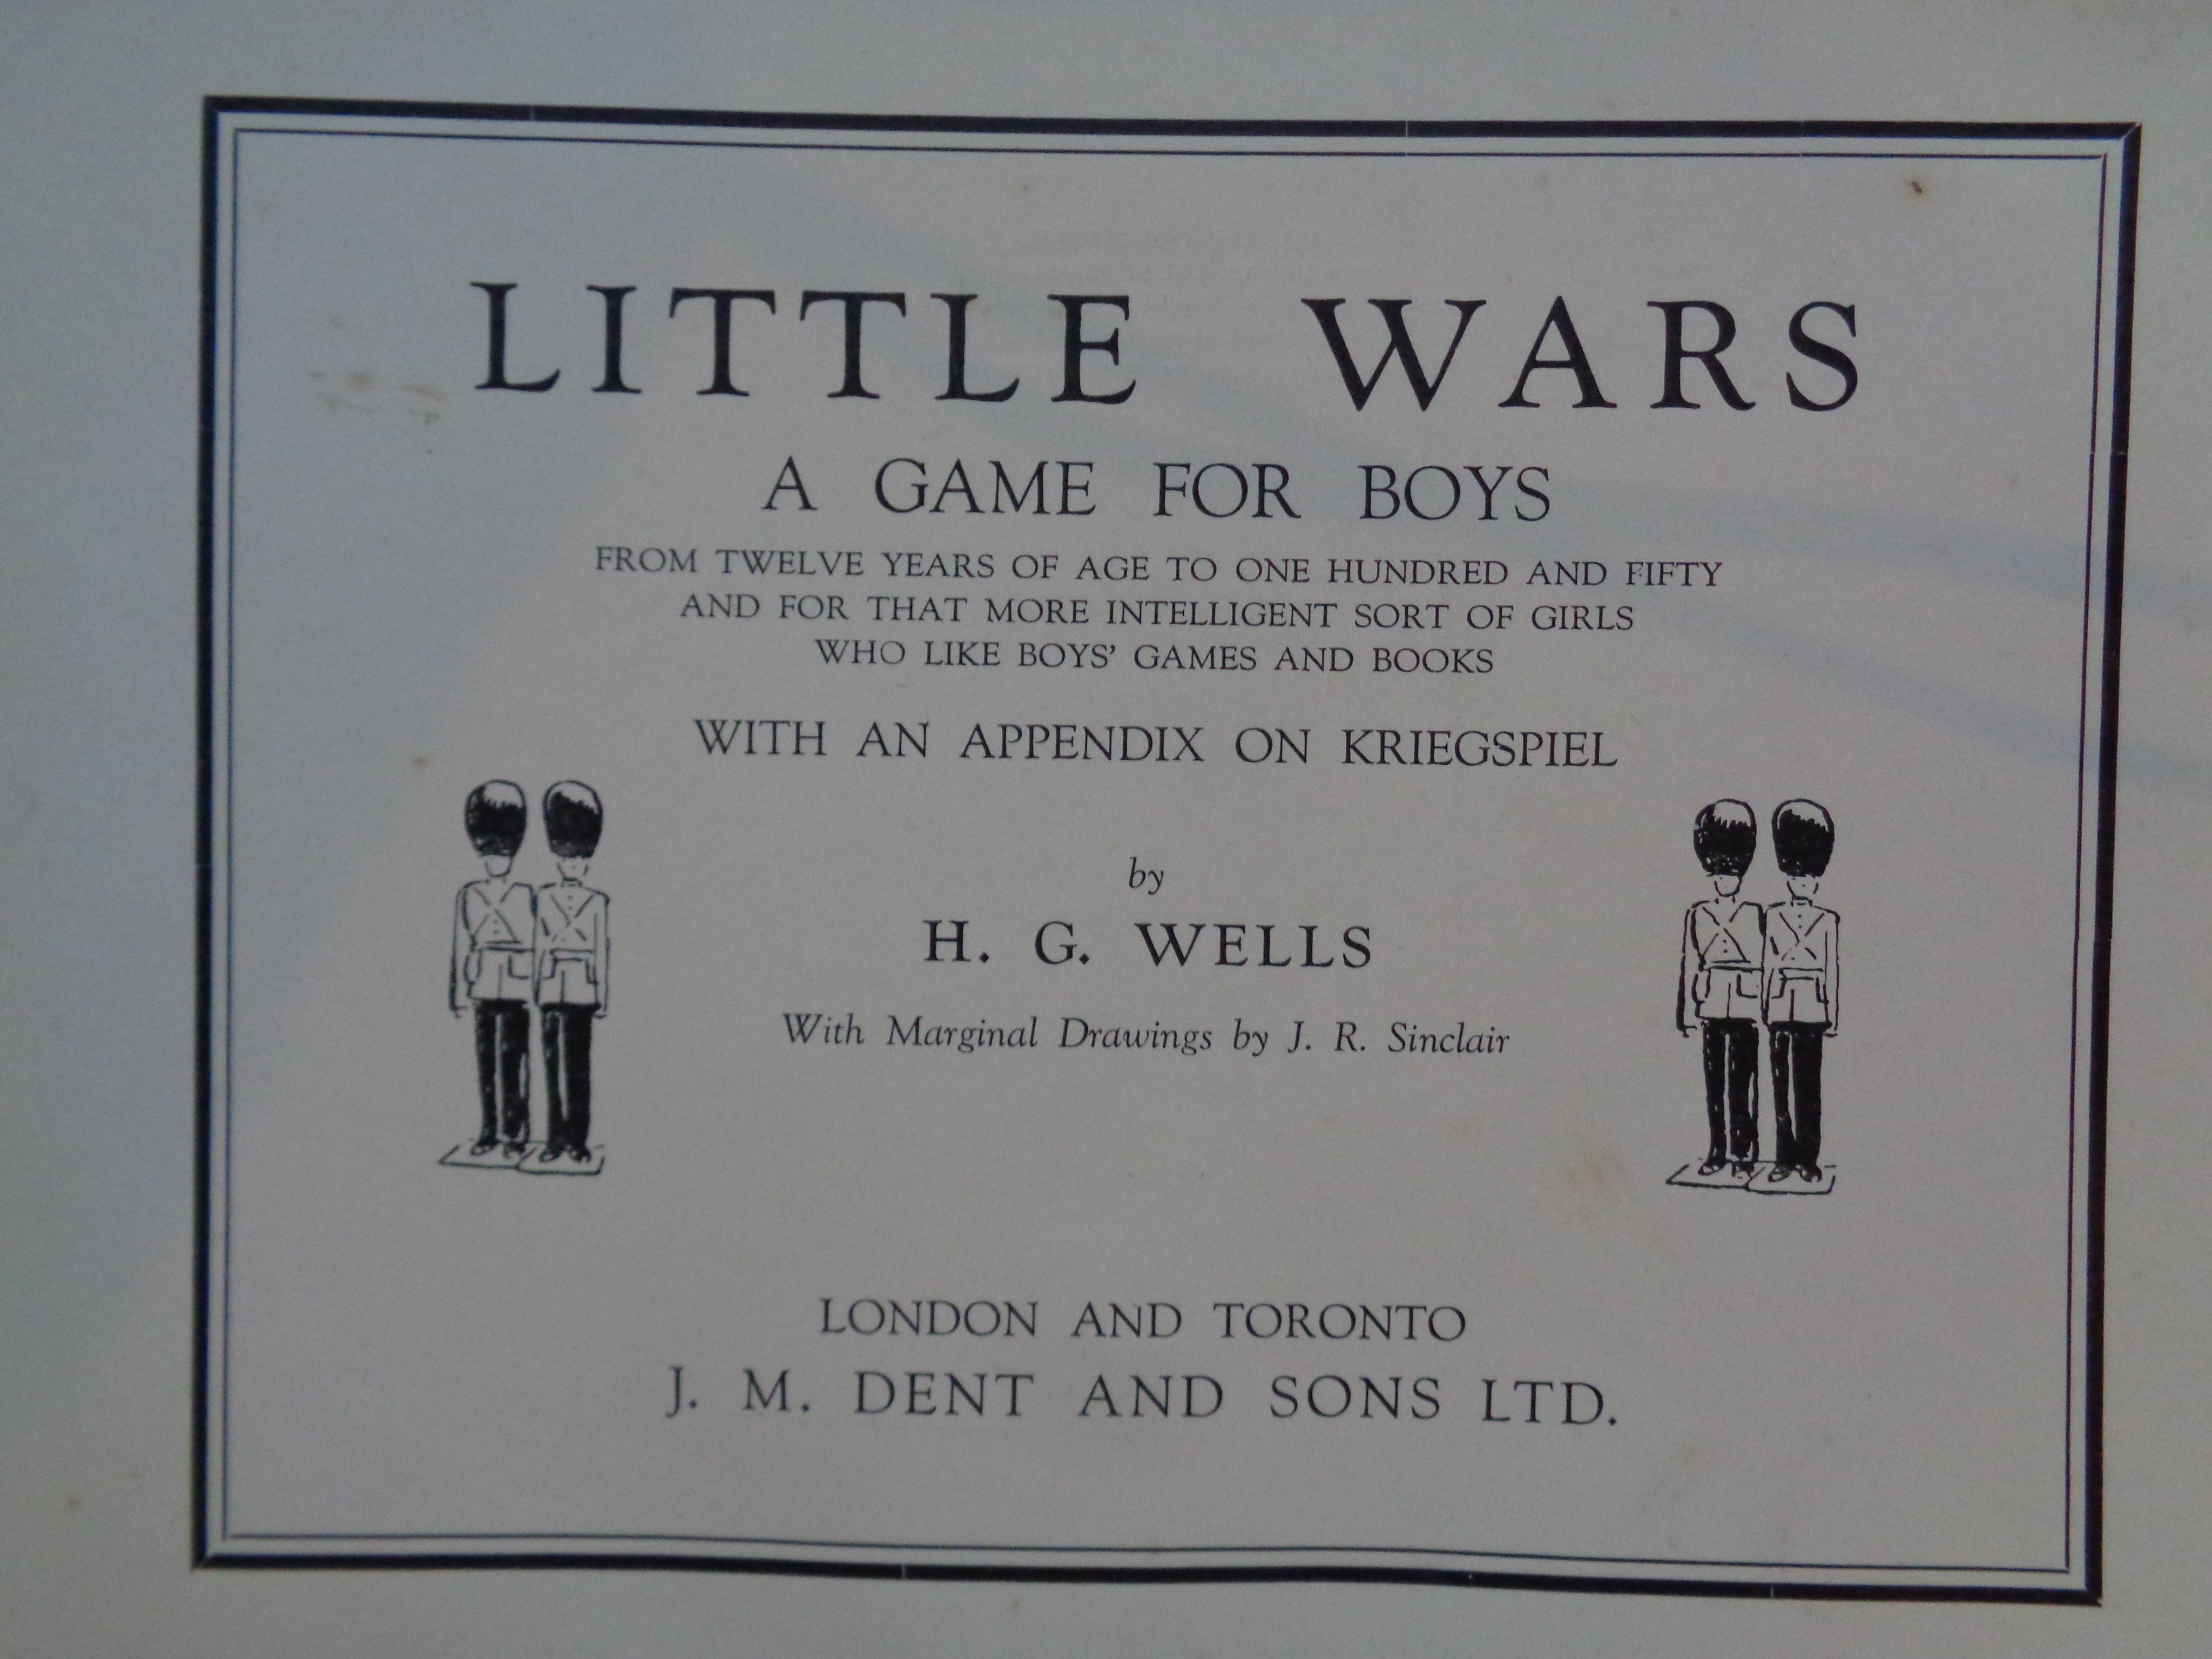 LITTLE WARS
A GAME FOR BOYS
FROM TWELVE YEARS OF AGE TO ONE HUNDRED AND FIFTY
AND FOR THAT MORE INTELLIGENT SORT OF GIRLS
WHO LIKE BOYS’ GAMES AND BOOKS
WITH AN APPENDIX ON KRIEGSPIEL
by
H. G. WELLS
With Marginal Drawings by J. R. Sinclair
LONDON AND TORONTO
J. M. DENT AND SONS LTD.